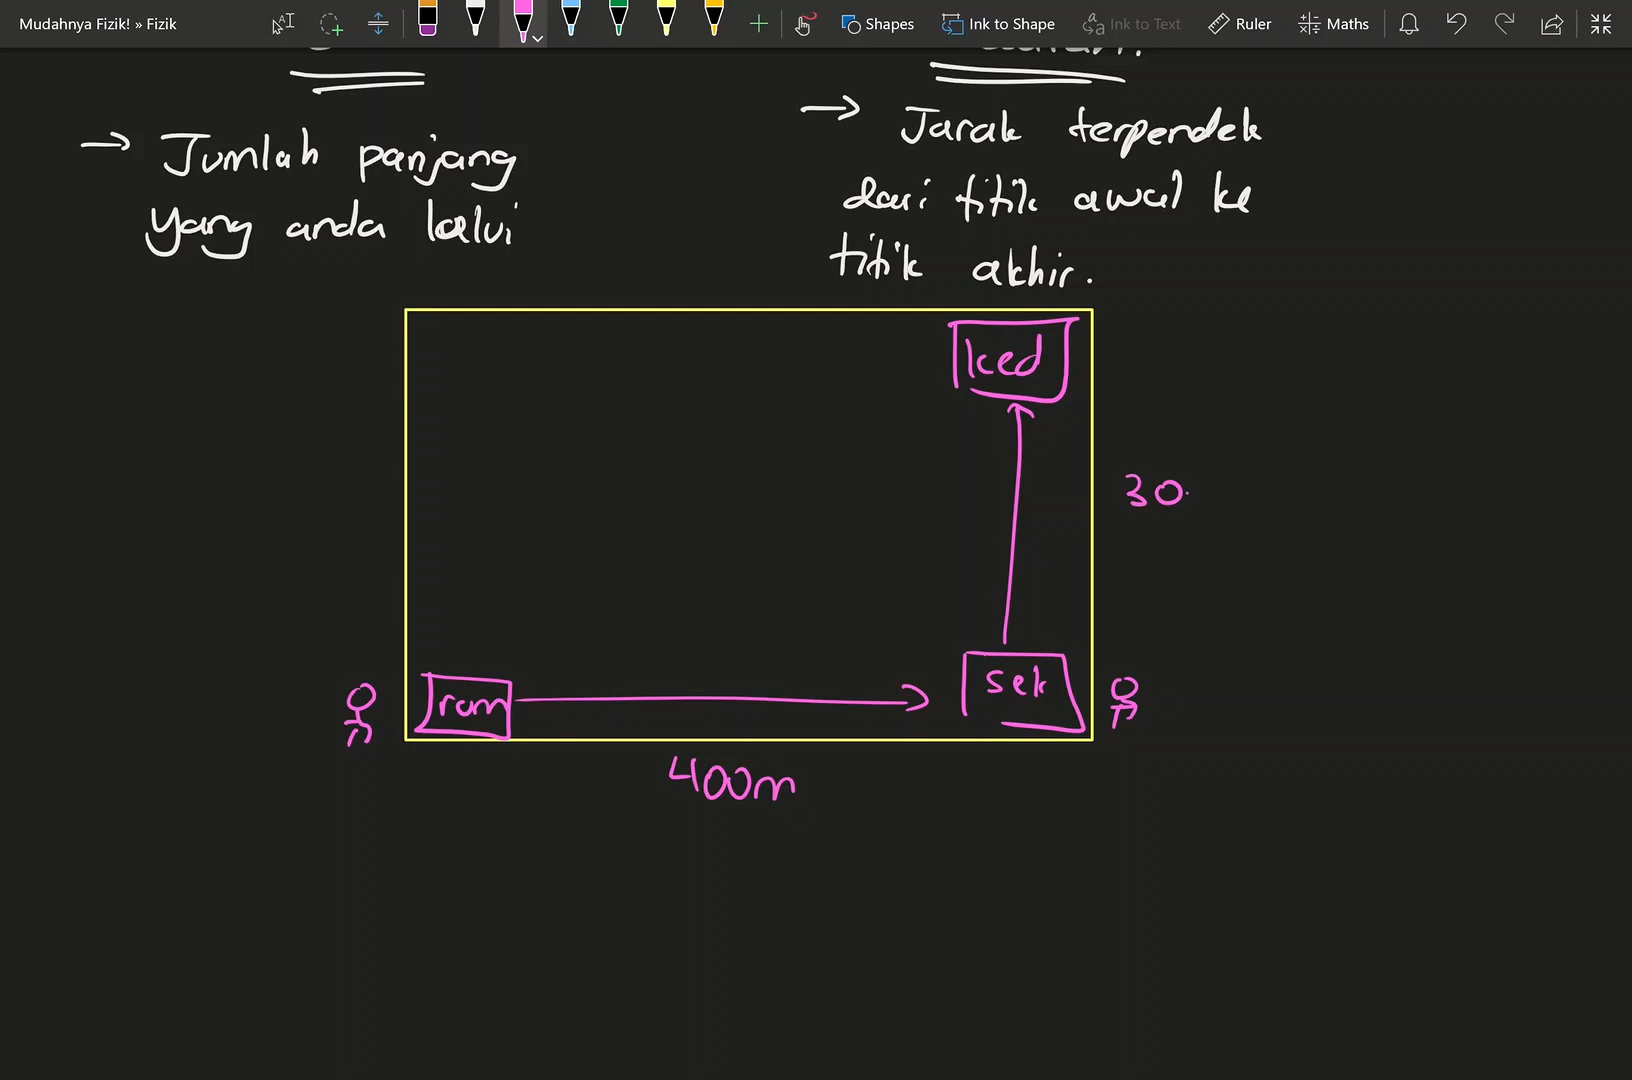 Mudahnya Fizik! » Fizik
Shapes
Ink to Shape
Ink to Text
Ruler
Maths
→ Jumlah panjang
yang anda lalui
→ Jarak terpendek
dari titik awal ke
titik akhir.
ked
30
rom
sek
400m